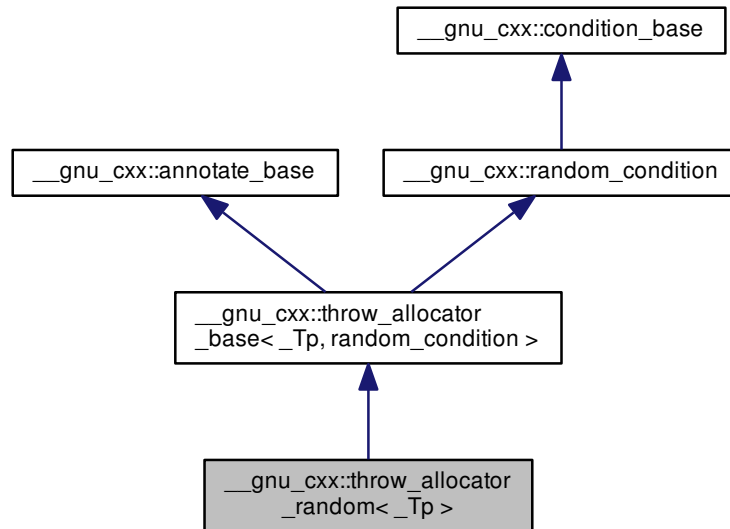 __gnu_cxx::condition_base
__gnu_cxx::annotate_base
__gnu_cxx::random_condition
__gnu_cxx::throw_allocator
_base< _Tp, random_condition >
__gnu_cxx::throw_allocator
_random< _Tp >